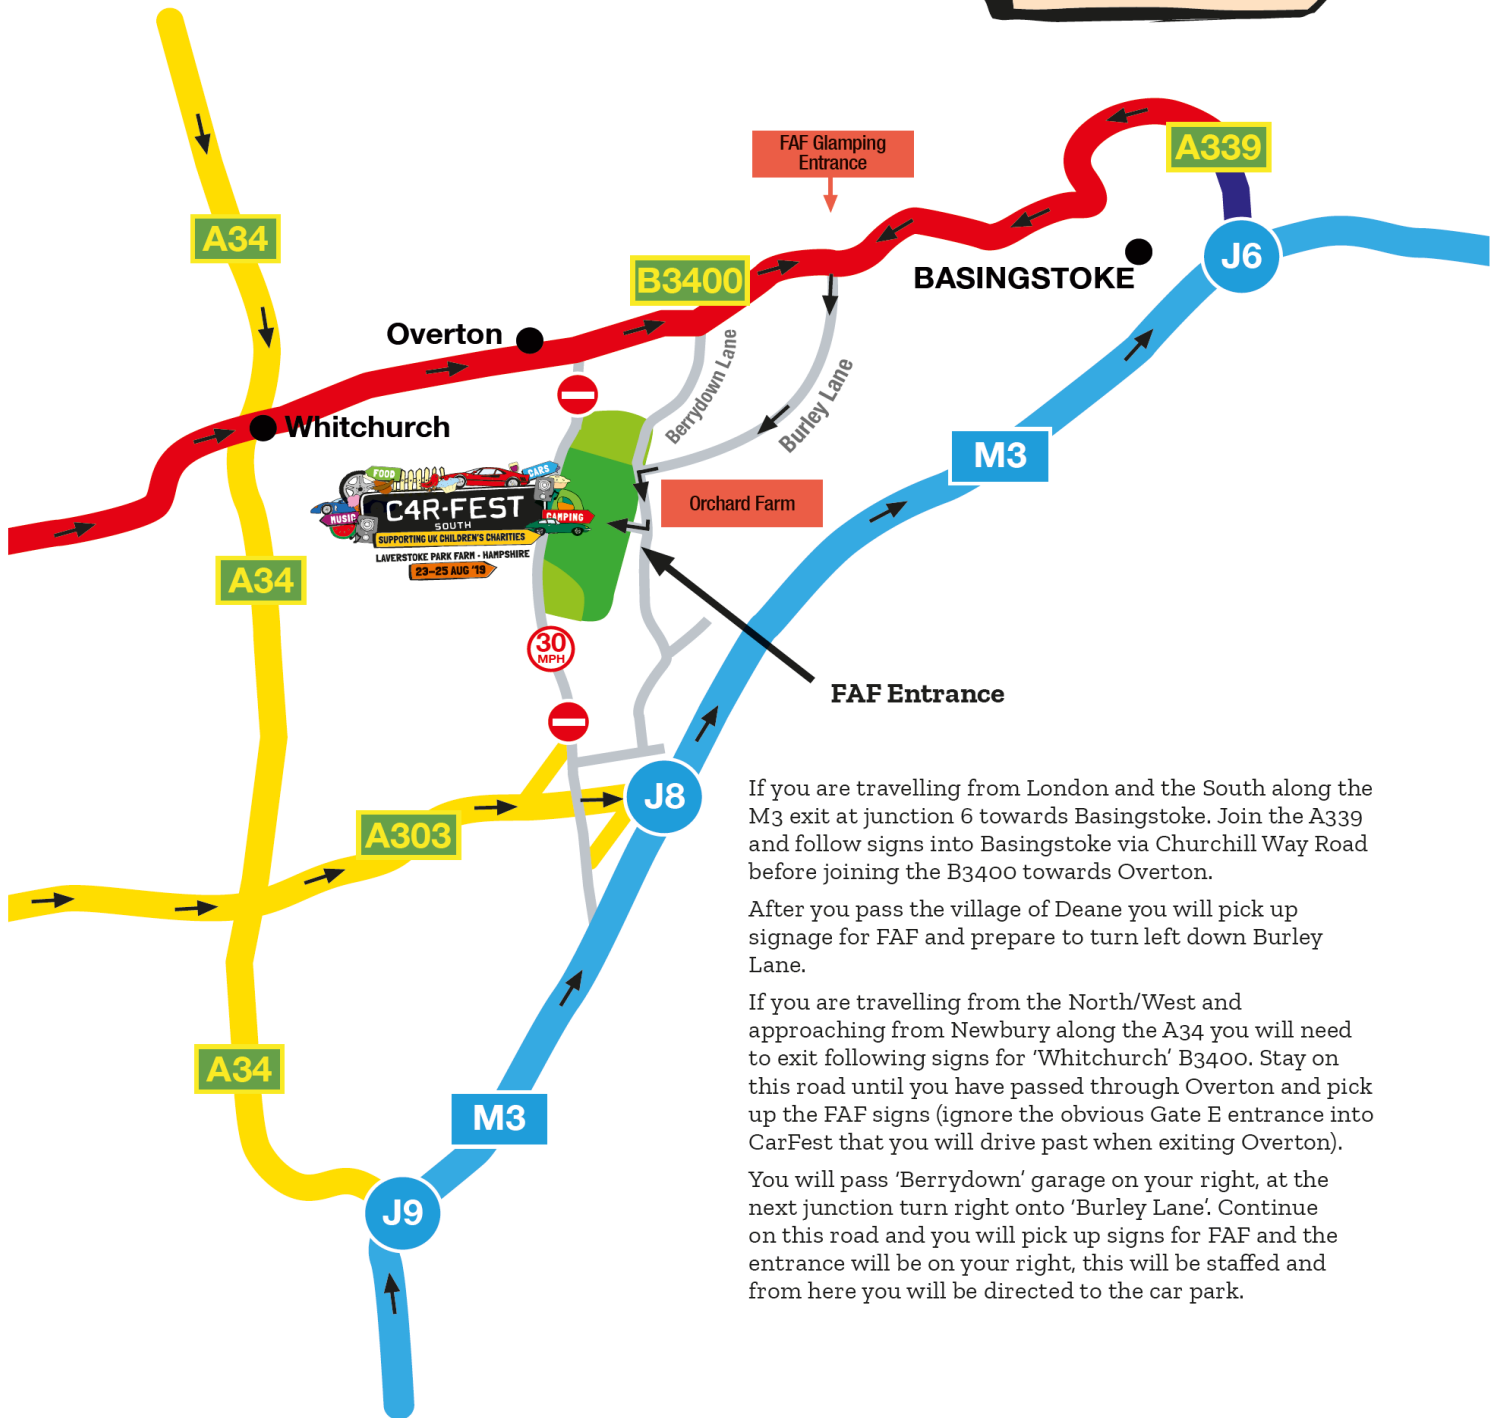 A339
FAF Glamping
Entrance
A34
J6
B3400
BASINGSTOKE
Overton
Berrydown Lane
Burley Lane
Whitchurch
M3
FOOD
CARS
MUSIC
C4R-FEST
SOUTH
CAMPING
SUPPORTING UK CHILDREN'S CHARITIES
LAVERSTOKE PARK FARM - HAMPSHIRE
23-25 AUG '19
Orchard Farm
A34
30
MPH
FAF Entrance
J8
A303
If you are travelling from London and the South along the
M3 exit at junction 6 towards Basingstoke. Join the A339
and follow signs into Basingstoke via Churchill Way Road
before joining the B3400 towards Overton.
After you pass the village of Deane you will pick up
signage for FAF and prepare to turn left down Burley
Lane.
If you are travelling from the North/West and
approaching from Newbury along the A34 you will need
to exit following signs for ‘Whitchurch’ B3400. Stay on
this road until you have passed through Overton and pick
up the FAF signs (ignore the obvious Gate E entrance into
CarFest that you will drive past when exiting Overton).
You will pass ‘Berrydown’ garage on your right, at the
next junction turn right onto ‘Burley Lane’. Continue
on this road and you will pick up signs for FAF and the
entrance will be on your right, this will be staffed and
from here you will be directed to the car park.
A34
M3
J9